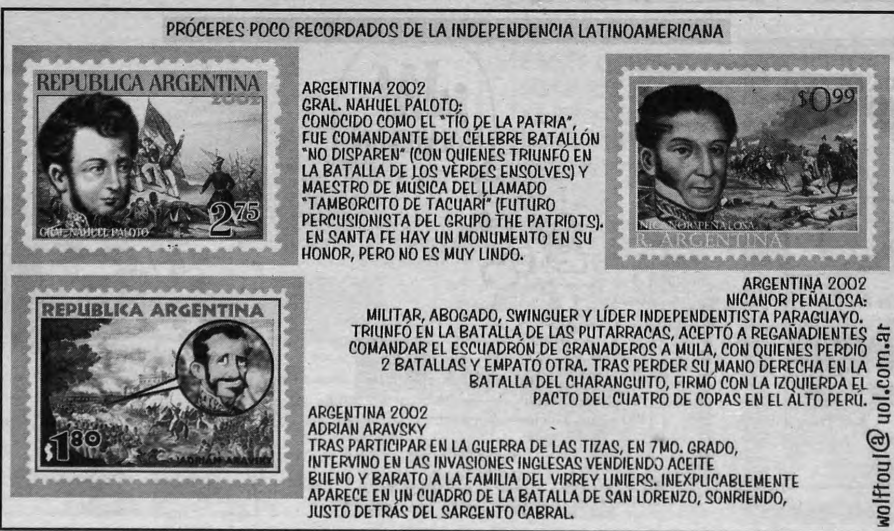 PRÓCERES POCO RECORDADOS DE LA INDEPENDENCIA LATINOAMERICANA
REPUBLICA ARGENTINA
2002
GRAL. NAHUEL PALOTO
2 75
ARGENTINA 2002
GRAL. NAHUEL PALOTO:
CONOCIDO COMO EL "TÍO DE LA PATRIA",
FUE COMANDANTE DEL CÉLEBRE BATALLÓN
"NO DISPAREN" (CON QUIENES TRIUNFÓ EN
LA BATALLA DE LOS VERDES ENSOLVES) Y
MAESTRO DE MÚSICA DEL LLAMADO
"TAMBORCITO DE TACUARÍ" (FUTURO
PERCUSIONISTA DEL GRUPO THE PATRIOTS).
EN SANTA FE HAY UN MONUMENTO EN SU
HONOR, PERO NO ES MUY LINDO.
$0.99
NICANOR PEÑALOSA
R. ARGENTINA
ARGENTINA 2002
NICANOR PEÑALOSA:
MILITAR, ABOGADO, SWINGUER Y LÍDER INDEPENDENTISTA PARAGUAYO.
TRIUNFÓ EN LA BATALLA DE LAS PUTARRACAS, ACEPTÓ A REGAÑADIENTES
COMANDAR EL ESCUADRÓN DE GRANADEROS A MULA, CON QUIENES PERDIÓ
2 BATALLAS Y EMPATÓ OTRA. TRAS PERDER SU MANO DERECHA EN LA
BATALLA DEL CHARANGUITO, FIRMÓ CON LA IZQUIERDA EL
PACTO DEL CUATRO DE COPAS EN EL ALTO PERÚ.
REPUBLICA ARGENTINA
$1 80
ADRIÁN ARAVSKY
ARGENTINA 2002
ADRIÁN ARAVSKY
TRAS PARTICIPAR EN LA GUERRA DE LAS TIZAS, EN 7MO. GRADO,
INTERVINO EN LAS INVASIONES INGLESAS VENDIENDO ACEITE
BUENO Y BARATO A LA FAMILIA DEL VIRREY LINIERS. INEXPLICABLEMENTE
APARECE EN UN CUADRO DE LA BATALLA DE SAN LORENZO, SONRIENDO,
JUSTO DETRÁS DEL SARGENTO CABRAL.
wolffoyl@uol.com.ar